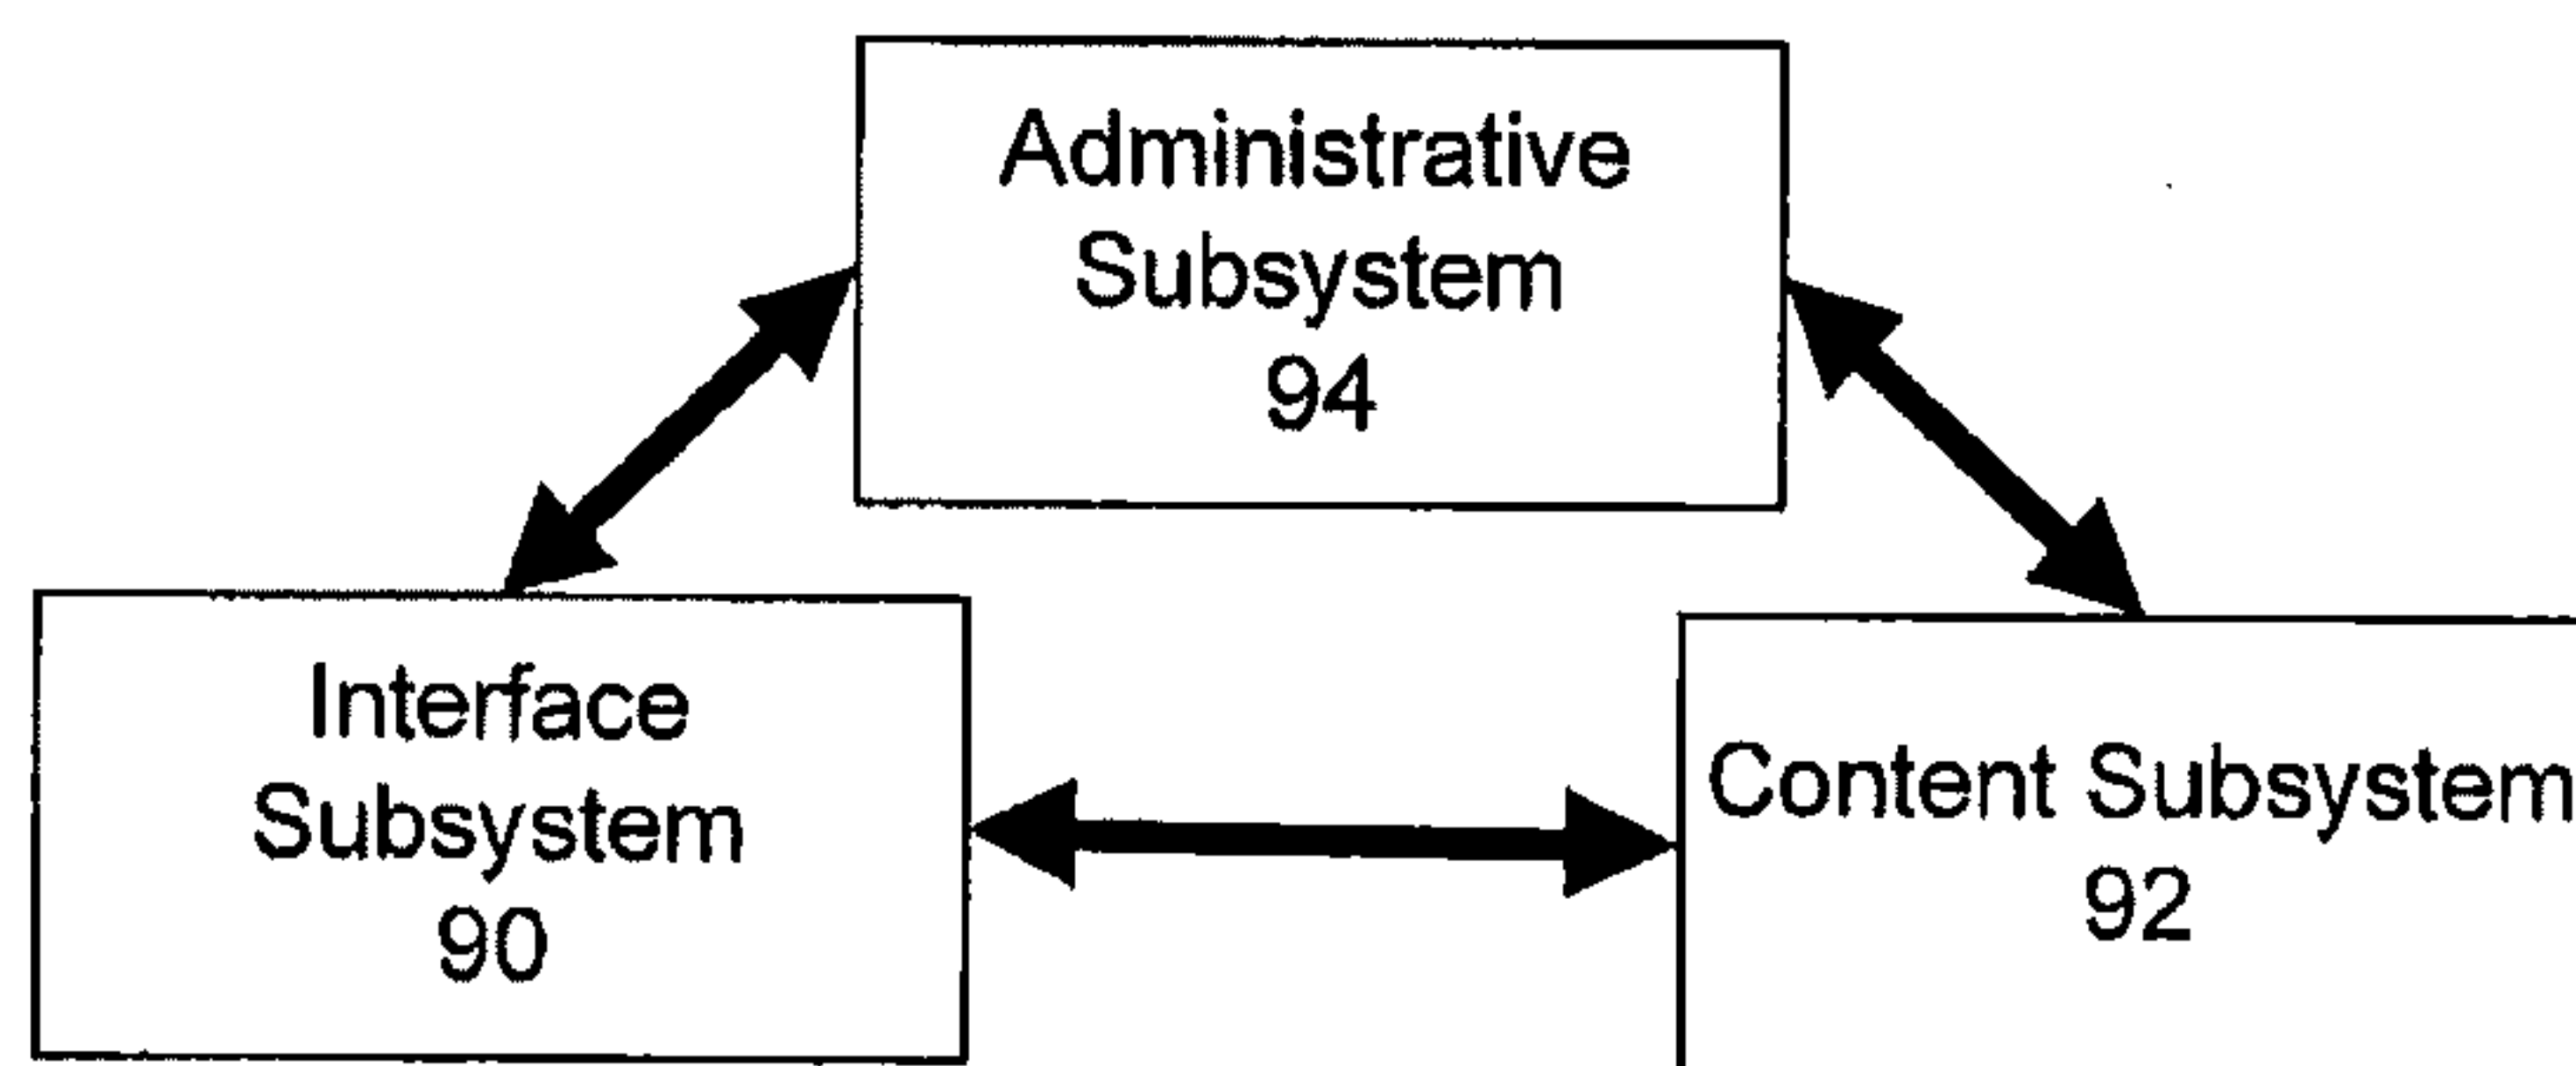 Administrative
Subsystem
94
Interface
Subsystem
90
Content Subsystem
92